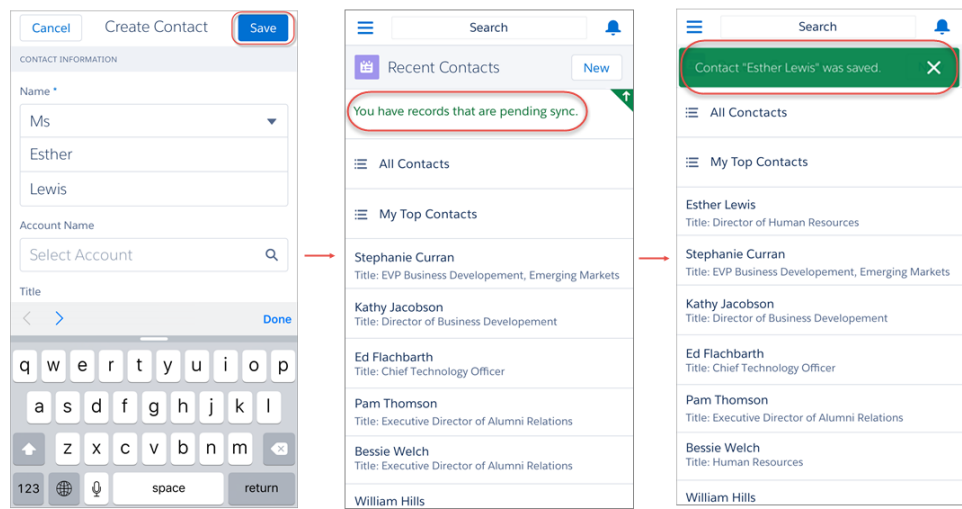 Cancel Create Contact Save
CONTACT INFORMATION
Name *
Ms
Esther
Lewis
Account Name
Select Account
Title
Done
q w e r t y u i o p
a s d f g h j k l
z x c v b n m
123 space return
Search
Recent Contacts New
You have records that are pending sync.
All Contacts
My Top Contacts
Stephanie Curran
Title: EVP Business Developement, Emerging Markets
Kathy Jacobson
Title: Director of Business Developement
Ed Flachbarth
Title: Chief Technology Officer
Pam Thomson
Title: Executive Director of Alumni Relations
Bessie Welch
Title: Executive Director of Alumni Relations
William Hills
Search
Contact "Esther Lewis" was saved.
All Conctacts
My Top Contacts
Esther Lewis
Title: Director of Human Resources
Stephanie Curran
Title: EVP Business Developement, Emerging Markets
Kathy Jacobson
Title: Director of Business Developement
Ed Flachbarth
Title: Chief Technology Officer
Pam Thomson
Title: Executive Director of Alumni Relations
Bessie Welch
Title: Human Resources
William Hills